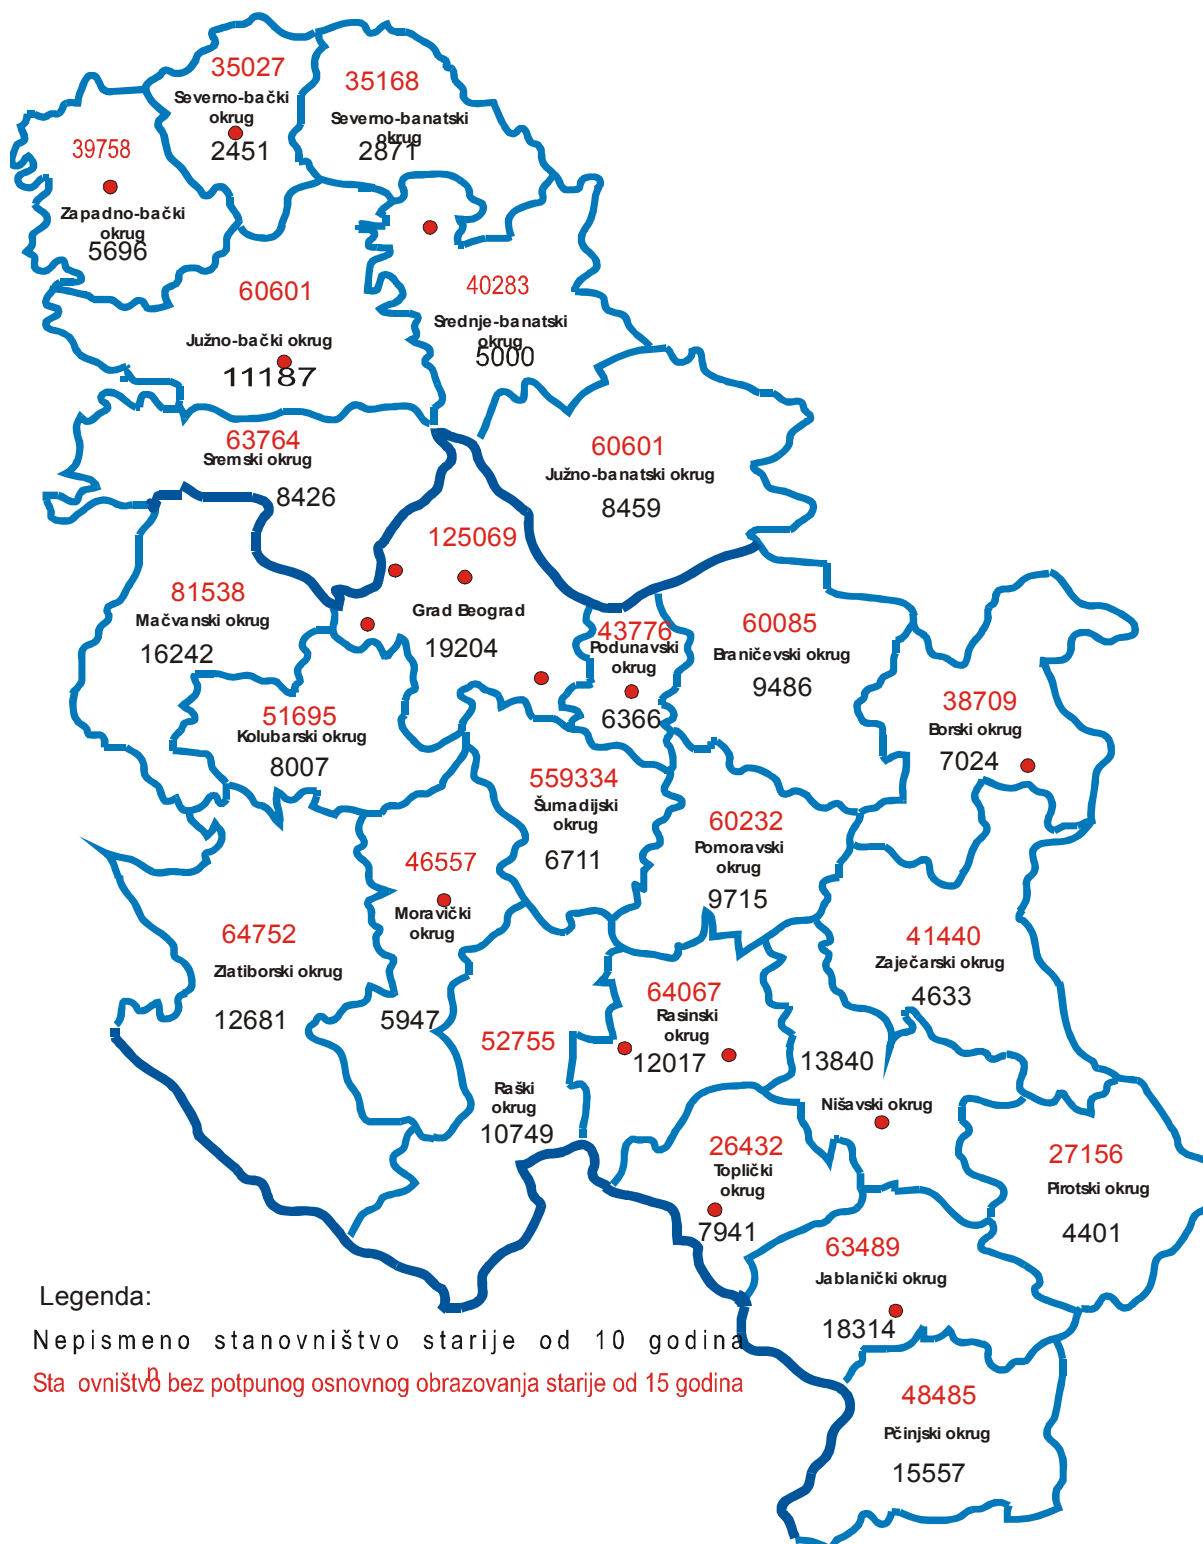 35027
Severno-bački
okrug
2451
35168
Severno-banatski
okrug
2871
39758
Zapadno-bački
okrug
5696
60601
Južno-bački okrug
11187
40283
Srednje-banatski
okrug
5000
63764
Sremski okrug
8426
60601
Južno-banatski okrug
8459
125069
Grad Beograd
19204
81538
Mačvanski okrug
16242
43776
Podunavski
okrug
6366
60085
Braničevski okrug
9486
38709
Borski okrug
7024
51695
Kolubarski okrug
8007
559334
Šumadijski
okrug
6711
60232
Pomoravski
okrug
9715
46557
Moravički
okrug
5947
64752
Zlatiborski okrug
12681
41440
Zaječarski okrug
4633
64067
Rasinski
okrug
12017
52755
Raški
okrug
10749
13840
Nišavski okrug
26432
Toplički
okrug
7941
27156
Pirotski okrug
4401
63489
Jablanički okrug
18314
48485
Pčinjski okrug
15557
Legenda:
Nepismeno stanovništvo starije od 10 godina
Sta ovništvo bez potpunog osnovnog obrazovanja starije od 15 godina
n